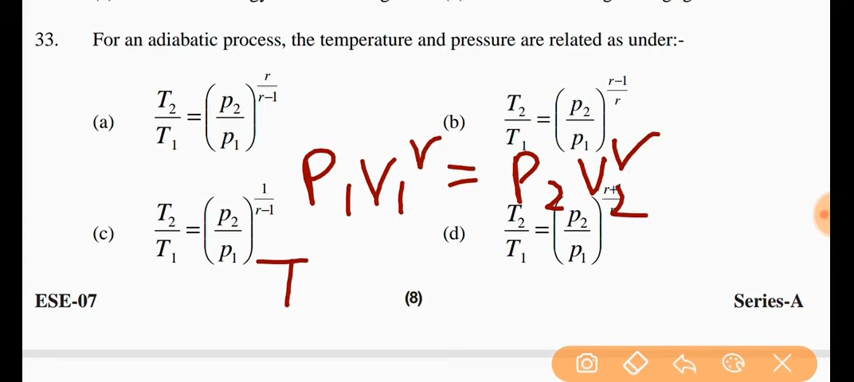 33. For an adiabatic process, the temperature and pressure are related as under:-
(a) T₂/T₁ = (p₂/p₁)^(r/(r−1)) (b) T₂/T₁ = (p₂/p₁)^((r−1)/r)
P₁V₁^r = P₂V₂^r
(c) T₂/T₁ = (p₂/p₁)^(1/(r−1)) (d) T₂/T₁ = (p₂/p₁)
T
ESE-07 (8) Series-A